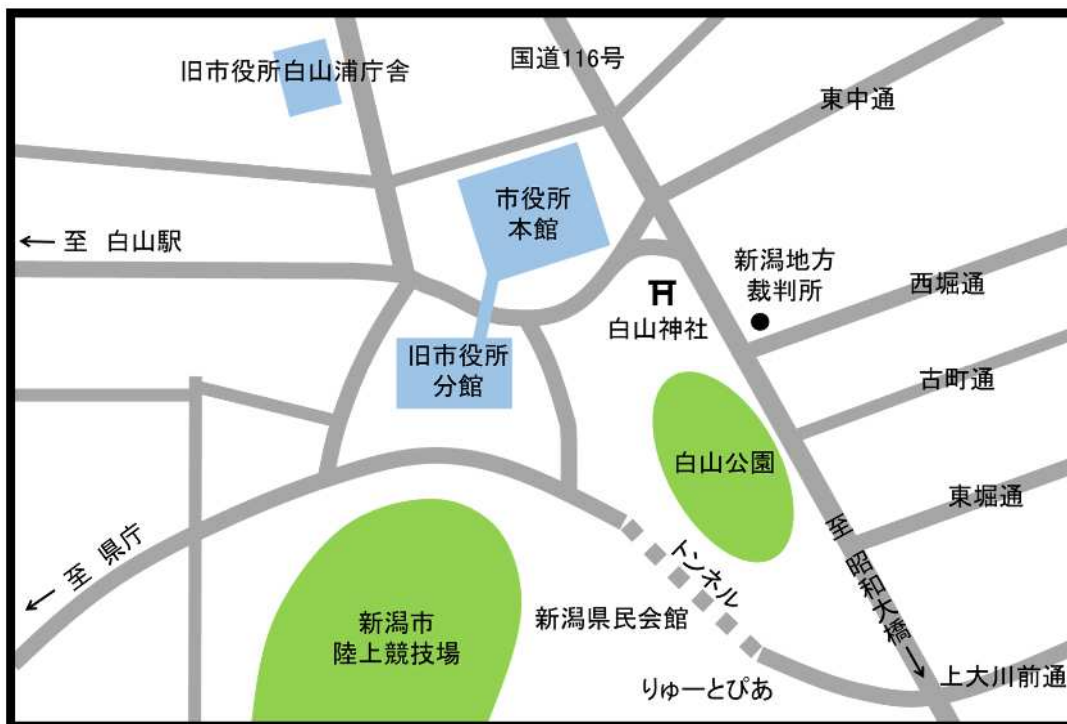 旧市役所白山浦庁舎
国道116号
東中通
市役所
本館
← 至 白山駅
新潟地方
裁判所
西堀通
白山神社
旧市役所
分館
古町通
白山公園
東堀通
← 至 県庁
トンネル
至 昭和大橋→
新潟市
陸上競技場
新潟県民会館
りゅーとぴあ
上大川前通